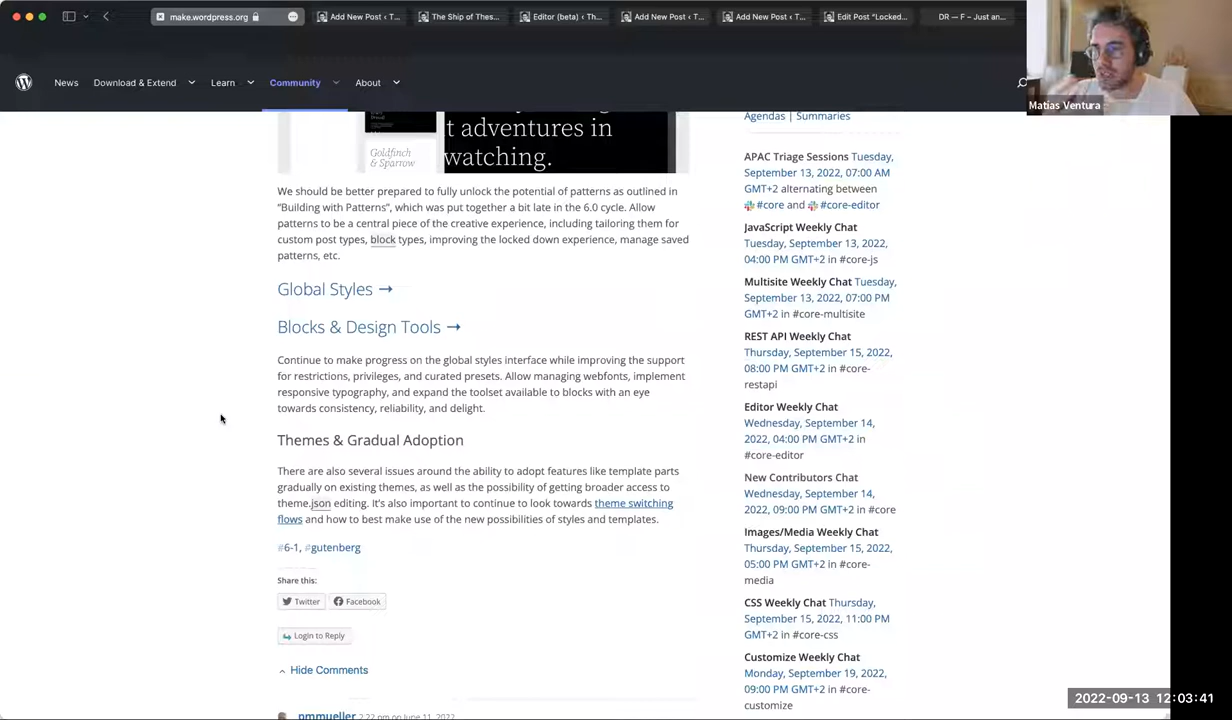 make.wordpress.org
Add New Post ‹ T...
The Ship of Thes...
Editor (beta) ‹ Th...
Add New Post ‹ T...
Add New Post ‹ T...
Edit Post “Locked...
DR — F – Just an...
News
Download & Extend
Learn
Community
About
Matias Ventura
t adventures in
watching.
Goldfinch
& Sparrow
We should be better prepared to fully unlock the potential of patterns as outlined in
“Building with Patterns”, which was put together a bit late in the 6.0 cycle. Allow
patterns to be a central piece of the creative experience, including tailoring them for
custom post types, block types, improving the locked down experience, manage saved
patterns, etc.
Global Styles →
Blocks & Design Tools →
Continue to make progress on the global styles interface while improving the support
for restrictions, privileges, and curated presets. Allow managing webfonts, implement
responsive typography, and expand the toolset available to blocks with an eye
towards consistency, reliability, and delight.
Themes & Gradual Adoption
There are also several issues around the ability to adopt features like template parts
gradually on existing themes, as well as the possibility of getting broader access to
theme.json editing. It’s also important to continue to look towards theme switching
flows and how to best make use of the new possibilities of styles and templates.
#6-1, #gutenberg
Share this:
Twitter
Facebook
Login to Reply
Hide Comments
pmmueller 2:22 pm on June 11, 2022
Agendas | Summaries
APAC Triage Sessions Tuesday,
September 13, 2022, 07:00 AM
GMT+2 alternating between
#core and #core-editor
JavaScript Weekly Chat
Tuesday, September 13, 2022,
04:00 PM GMT+2 in #core-js
Multisite Weekly Chat Tuesday,
September 13, 2022, 07:00 PM
GMT+2 in #core-multisite
REST API Weekly Chat
Thursday, September 15, 2022,
08:00 PM GMT+2 in #core-
restapi
Editor Weekly Chat
Wednesday, September 14,
2022, 04:00 PM GMT+2 in
#core-editor
New Contributors Chat
Wednesday, September 14,
2022, 09:00 PM GMT+2 in #core
Images/Media Weekly Chat
Thursday, September 15, 2022,
05:00 PM GMT+2 in #core-
media
CSS Weekly Chat Thursday,
September 15, 2022, 11:00 PM
GMT+2 in #core-css
Customize Weekly Chat
Monday, September 19, 2022,
09:00 PM GMT+2 in #core-
customize
2022-09-13 12:03:41